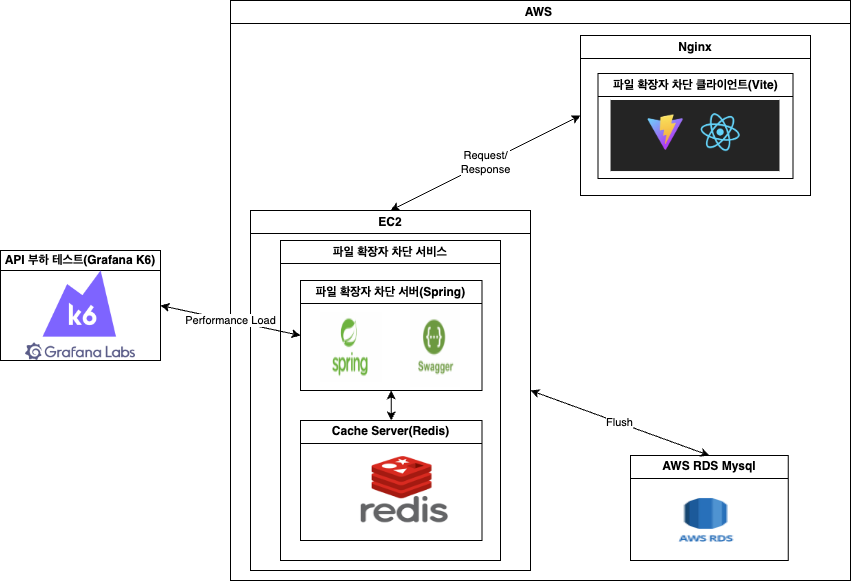 AWS
Nginx
파일 확장자 차단 클라이언트(Vite)
Request/
Response
EC2
파일 확장자 차단 서비스
API 부하 테스트(Grafana K6)
k6
Grafana Labs
Performance Load
파일 확장자 차단 서버(Spring)
spring
Swagger
Cache Server(Redis)
redis
Flush
AWS RDS Mysql
AWS RDS